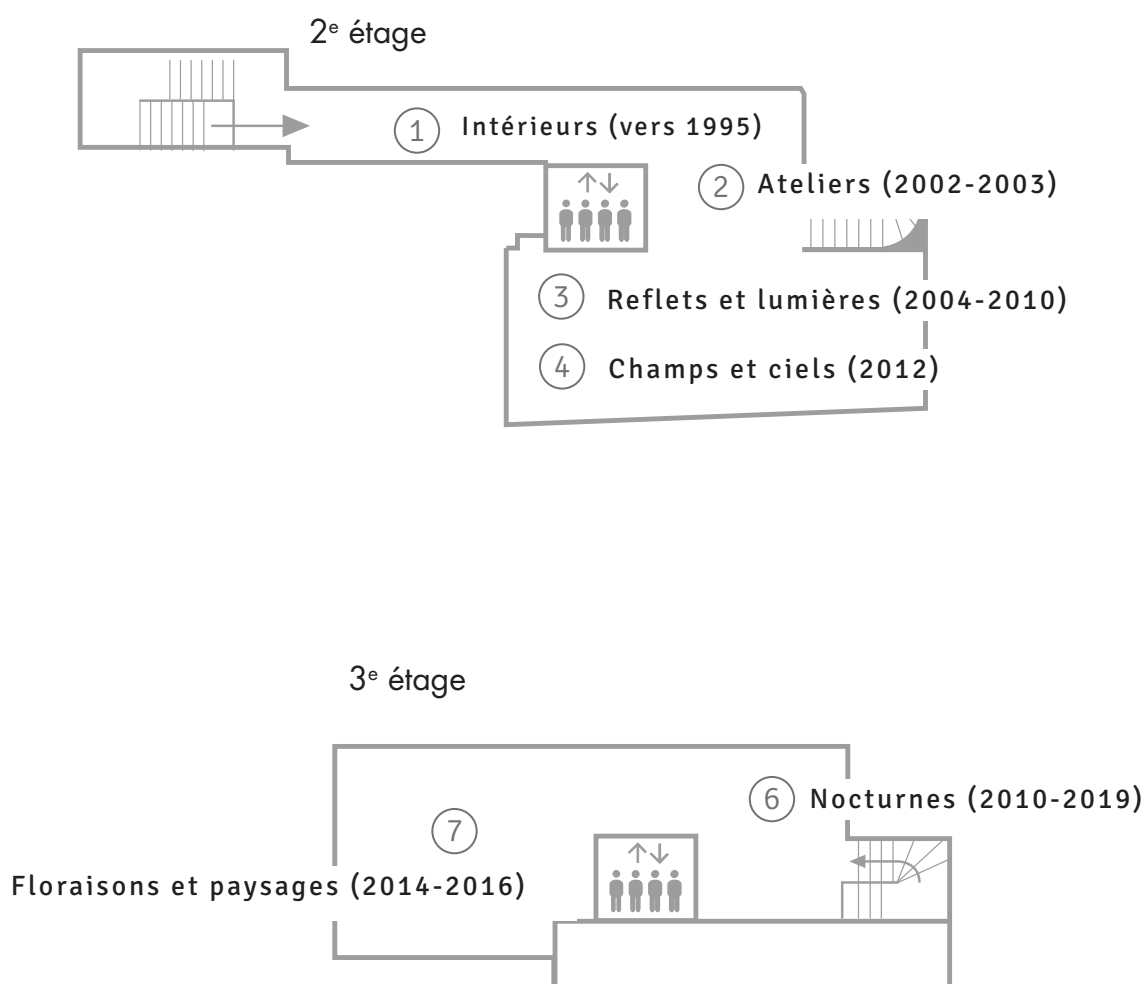 2e étage
1 Intérieurs (vers 1995)
2 Ateliers (2002-2003)
3 Reflets et lumières (2004-2010)
4 Champs et ciels (2012)
3e étage
6 Nocturnes (2010-2019)
7
Floraisons et paysages (2014-2016)